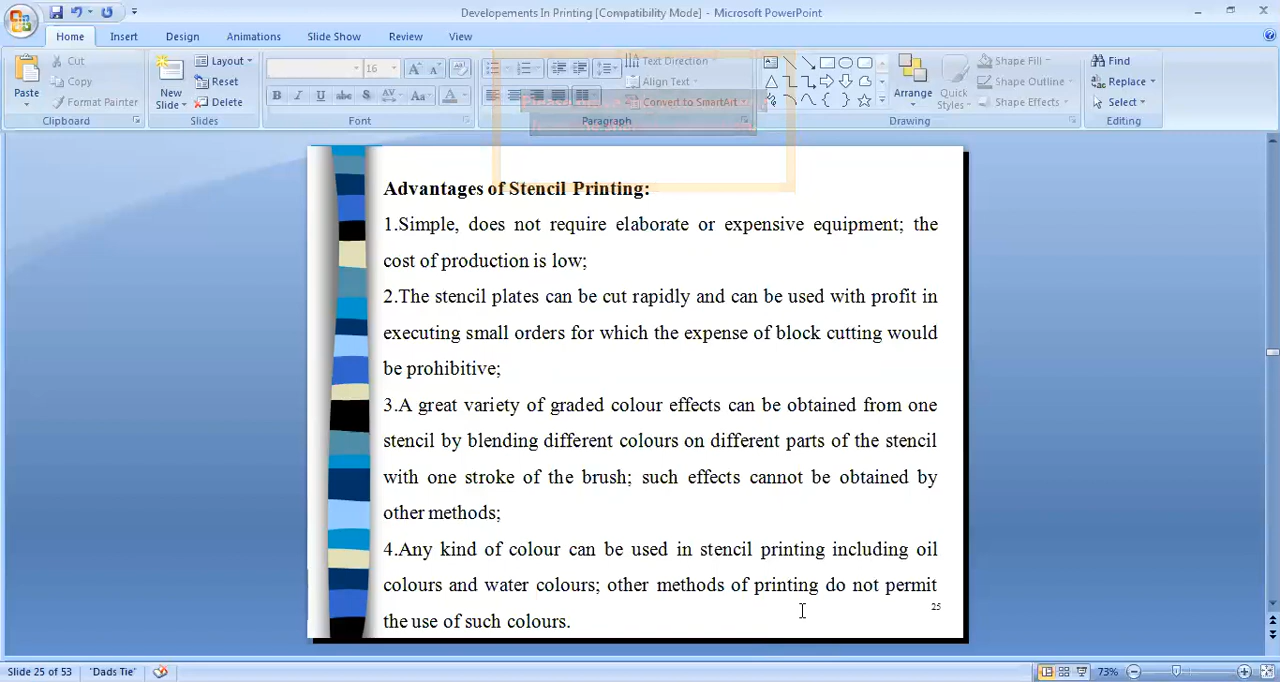 Developements In Printing [Compatibility Mode] - Microsoft PowerPoint
Home Insert Design Animations Slide Show Review View
Paste
Cut
Copy
Format Painter
Clipboard
New Slide
Layout
Reset
Delete
Slides
16
B I U abc S AV Aa A
Font
Text Direction
Align Text
Convert to SmartArt
Paragraph
Arrange
Quick Styles
Shape Fill
Shape Outline
Shape Effects
Drawing
Find
Replace
Select
Editing
Advantages of Stencil Printing:
1.Simple, does not require elaborate or expensive equipment; the
cost of production is low;
2.The stencil plates can be cut rapidly and can be used with profit in
executing small orders for which the expense of block cutting would
be prohibitive;
3.A great variety of graded colour effects can be obtained from one
stencil by blending different colours on different parts of the stencil
with one stroke of the brush; such effects cannot be obtained by
other methods;
4.Any kind of colour can be used in stencil printing including oil
colours and water colours; other methods of printing do not permit
the use of such colours.
25
Slide 25 of 53 "Dads Tie" 73%